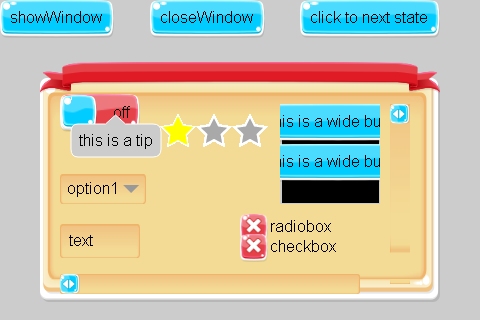 showWindow
closeWindow
click to next state
off
this is a tip
his is a wide bu
his is a wide bu
option1
radiobox
text
checkbox